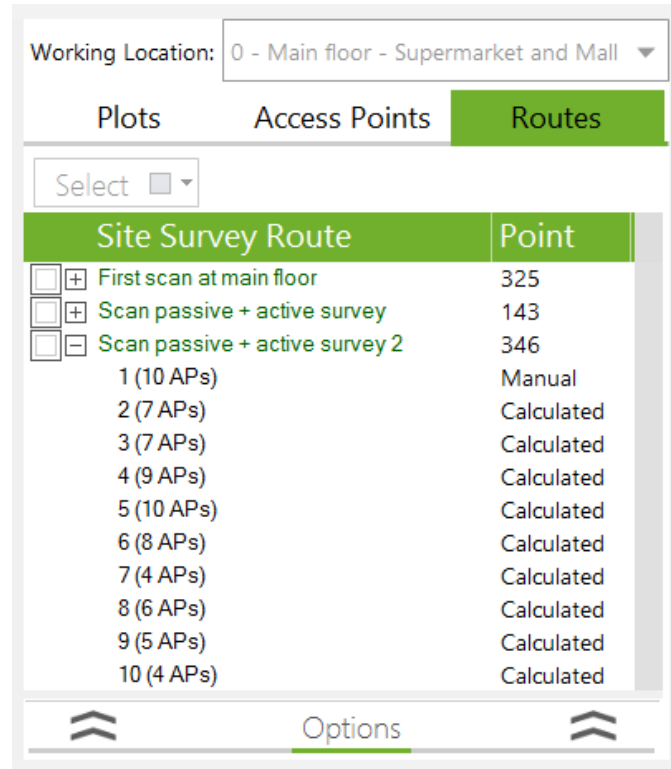 Working Location: 0 - Main floor - Supermarket and Mall
Plots Access Points Routes
Select
Site Survey Route Point
First scan at main floor 325
Scan passive + active survey 143
Scan passive + active survey 2 346
1 (10 APs) Manual
2 (7 APs) Calculated
3 (7 APs) Calculated
4 (9 APs) Calculated
5 (10 APs) Calculated
6 (8 APs) Calculated
7 (4 APs) Calculated
8 (6 APs) Calculated
9 (5 APs) Calculated
10 (4 APs) Calculated
Options